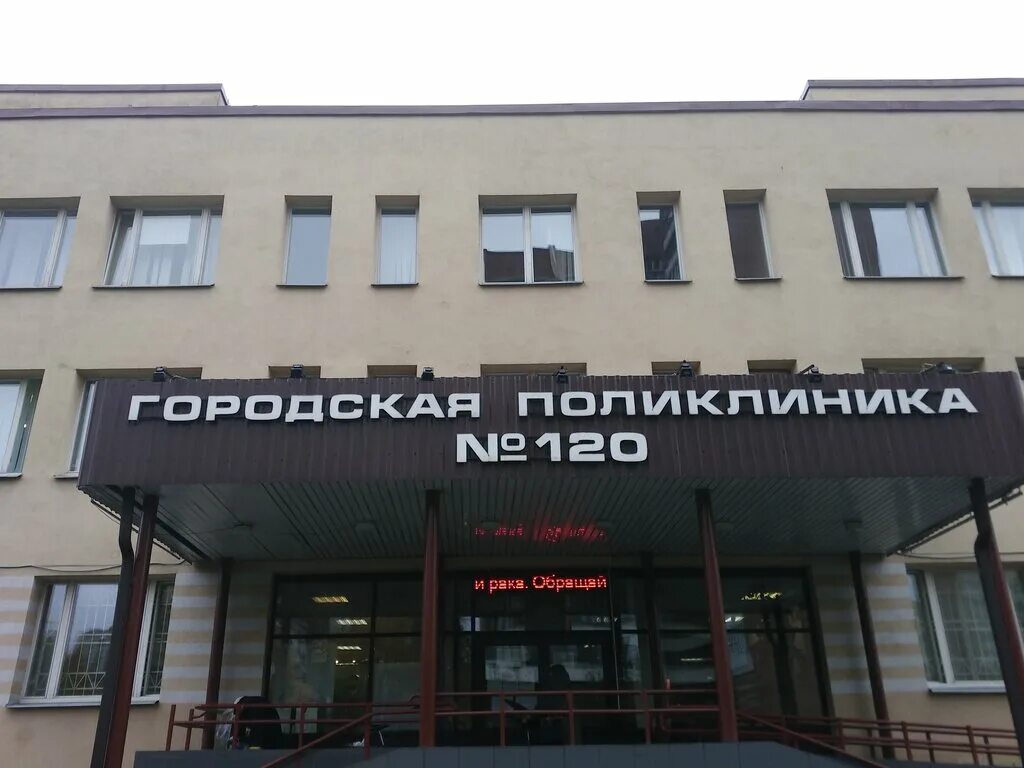 ГОРОДСКАЯ ПОЛИКЛИНИКА
№120
и рака. Обращай